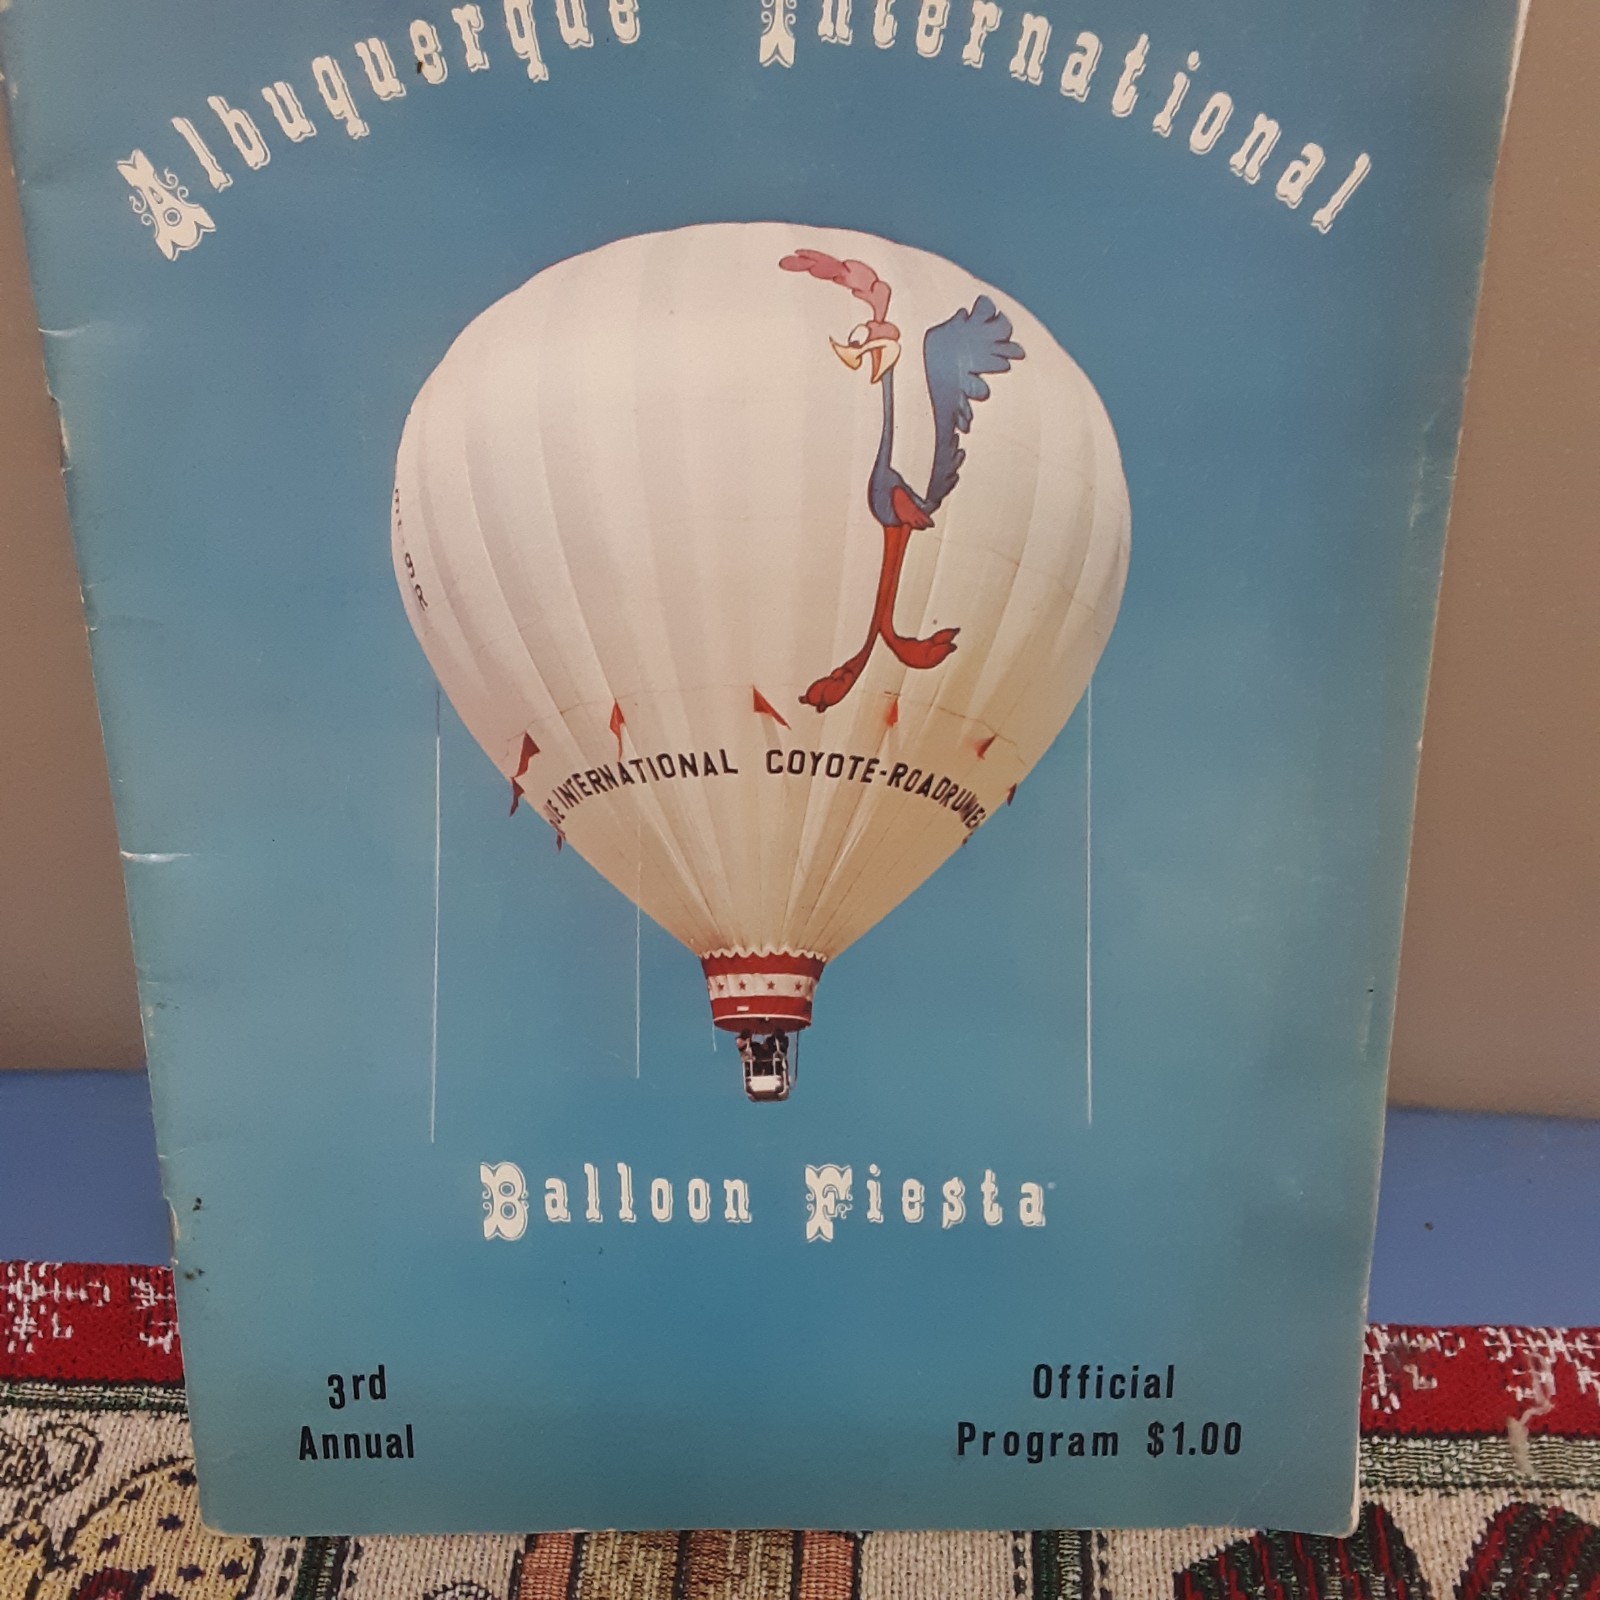 Albuquerque International
INTERNATIONAL COYOTE-ROADRUNNER
Balloon Fiesta
3rd
Annual
Official
Program $1.00